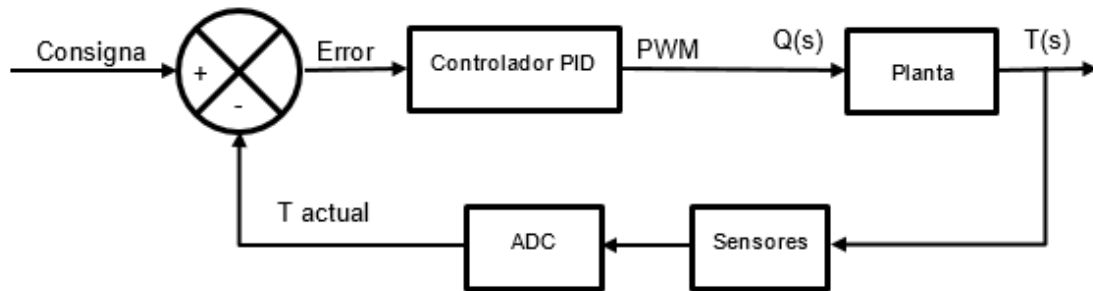 Consigna
+
-
Error
Controlador PID
PWM
Q(s)
Planta
T(s)
T actual
ADC
Sensores